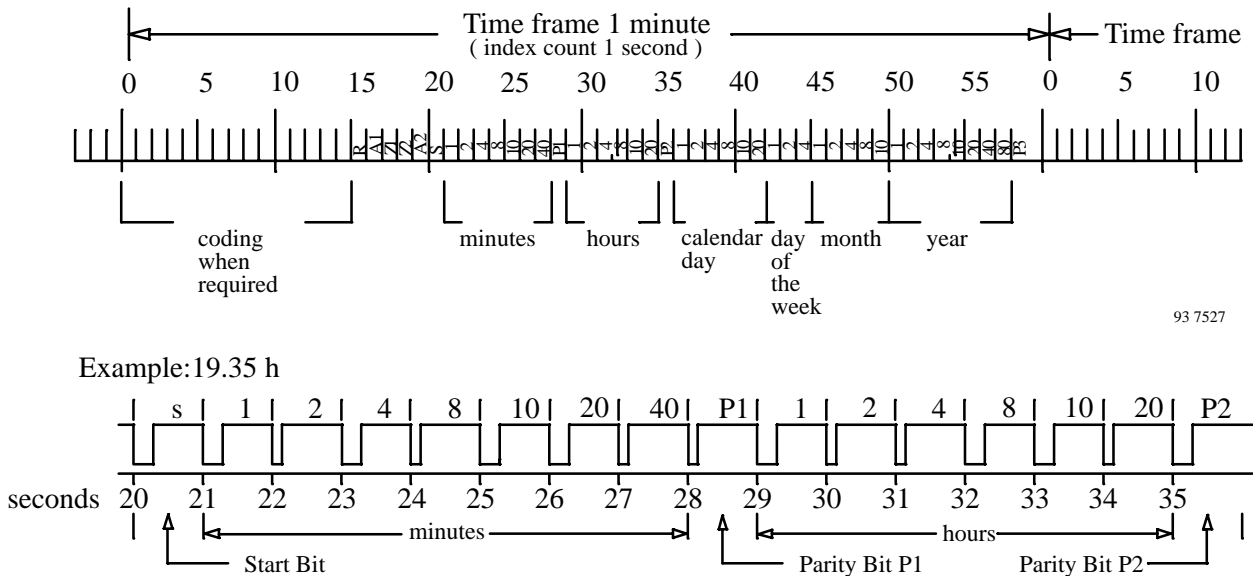 Time frame 1 minute
( index count 1 second )
Time frame
0 5 10 15 20 25 30 35 40 45 50 55 0 5 10
R A1 Z1 Z2 A2 S 1 2 4 8 10 20 40 P1 1 2 4 8 10 20 P2 1 2 4 8 10 20 1 2 4 1 2 4 8 10 1 2 4 8 10 20 40 80 P3
coding
when
required
minutes
hours
calendar
day
day
of
the
week
month
year
93 7527
Example:19.35 h
s 1 2 4 8 10 20 40 P1 1 2 4 8 10 20 P2
seconds 20 21 22 23 24 25 26 27 28 29 30 31 32 33 34 35
minutes
hours
Start Bit
Parity Bit P1
Parity Bit P2